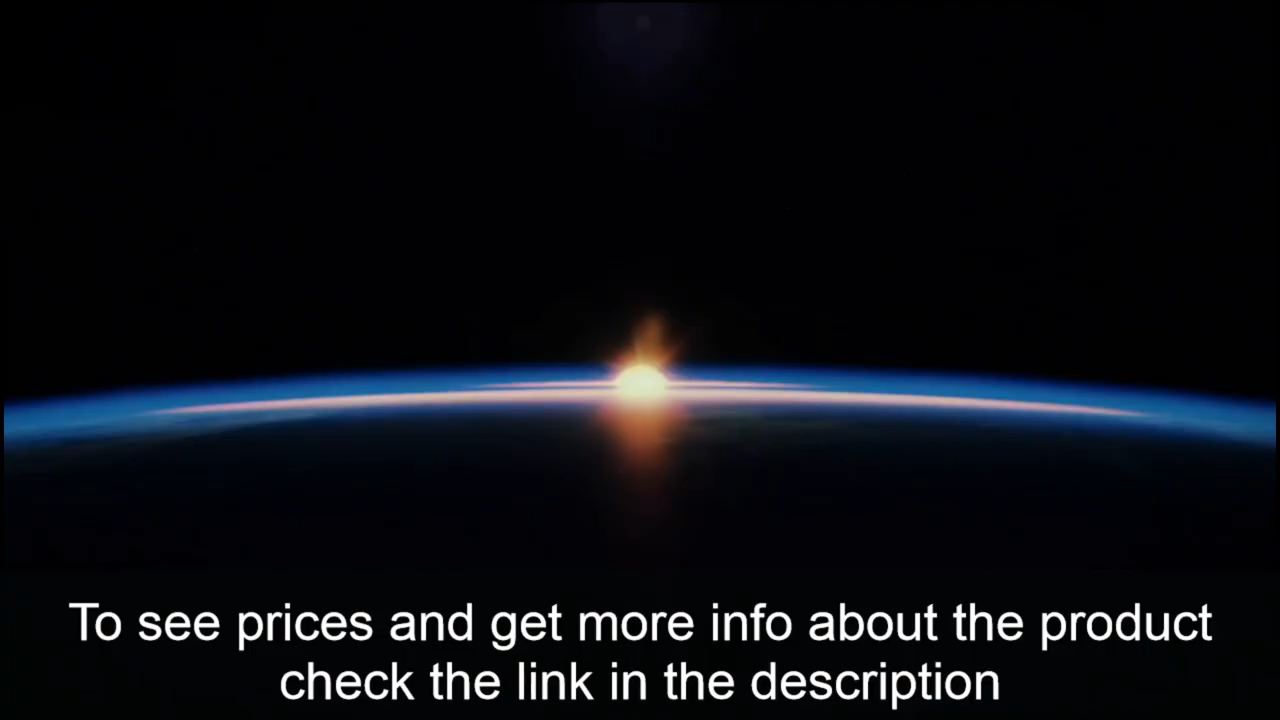 To see prices and get more info about the product
check the link in the description